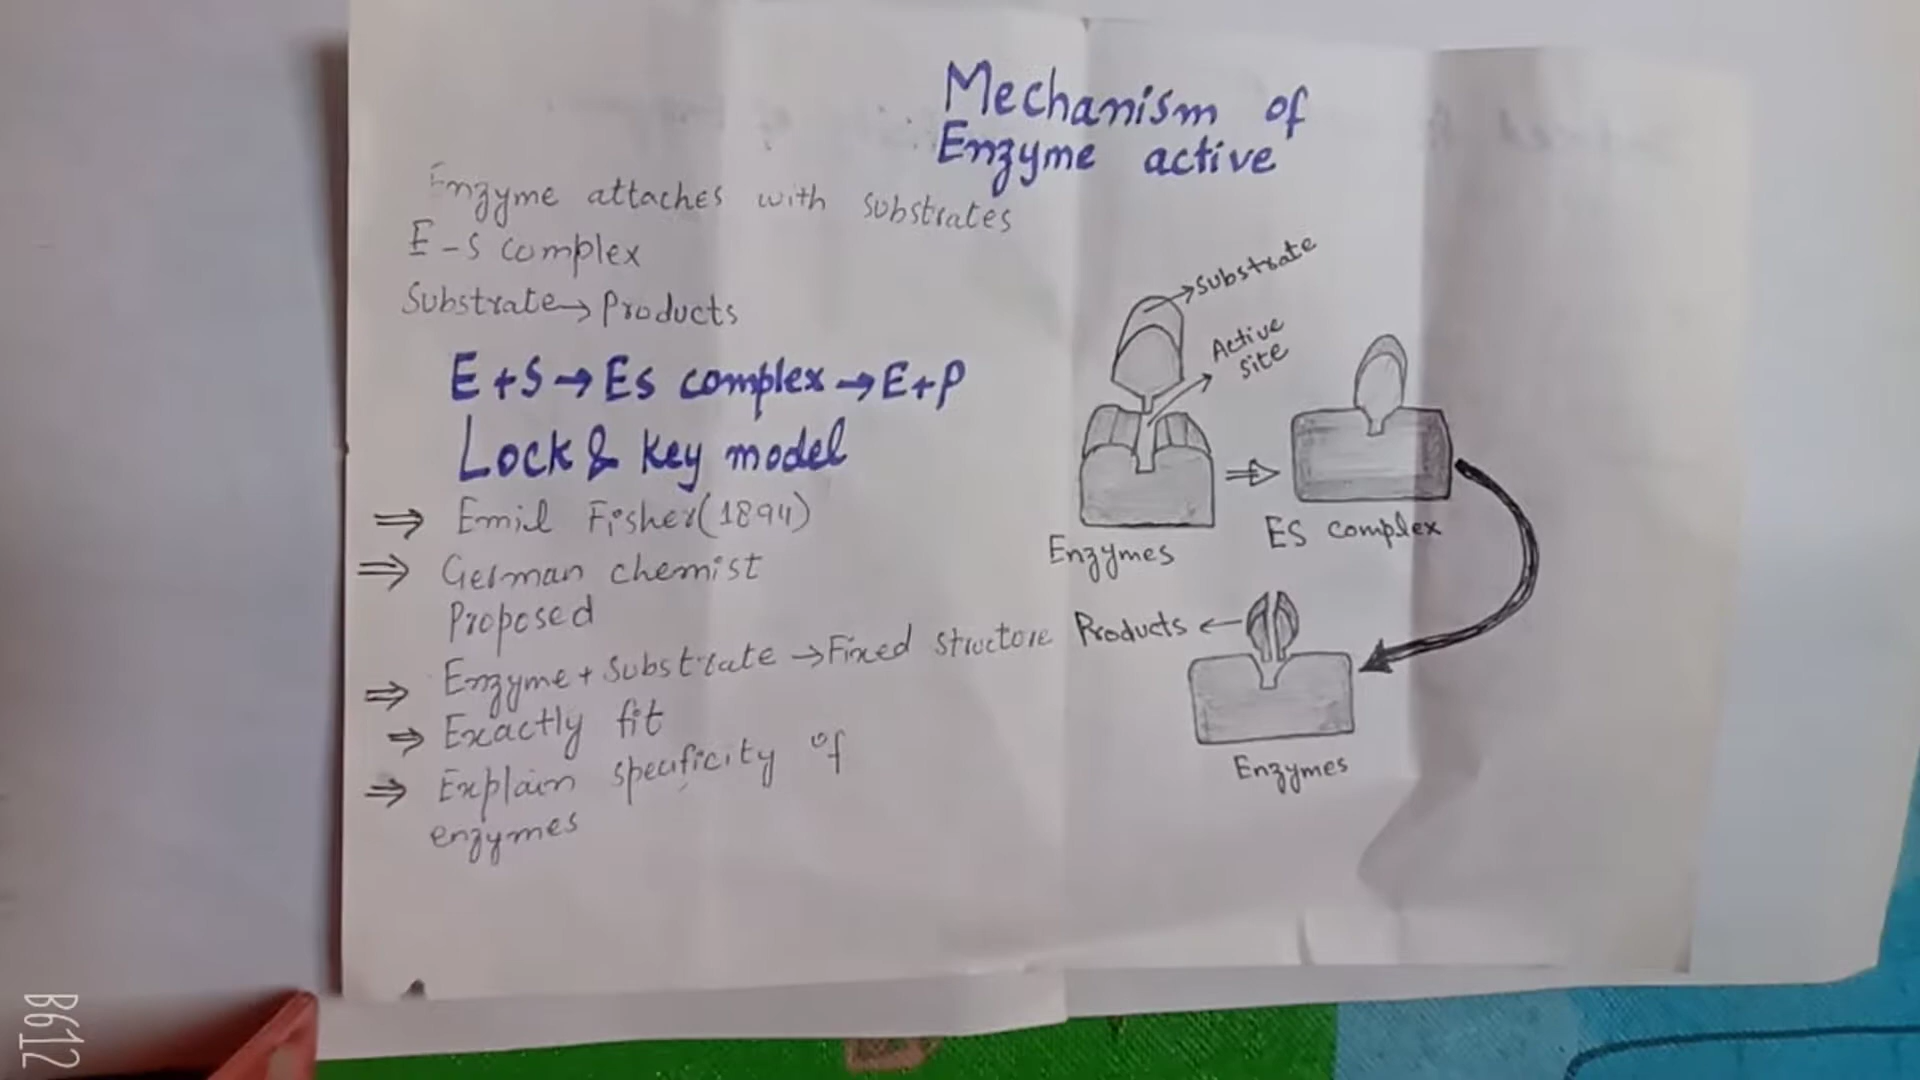 Mechanism of
Enzyme active
Enzyme attaches with substrates
E-S complex
Substrate→Products
E+S→Es complex→E+P
Lock & key model
⇒ Emil Fisher(1894)
⇒ German chemist
Proposed
⇒ Enzyme+Substrate→Fixed structore
⇒ Exactly fit
⇒ Explain specificity of
enzymes
Substrate
Active
site
Enzymes
ES complex
Products
Enzymes
B612